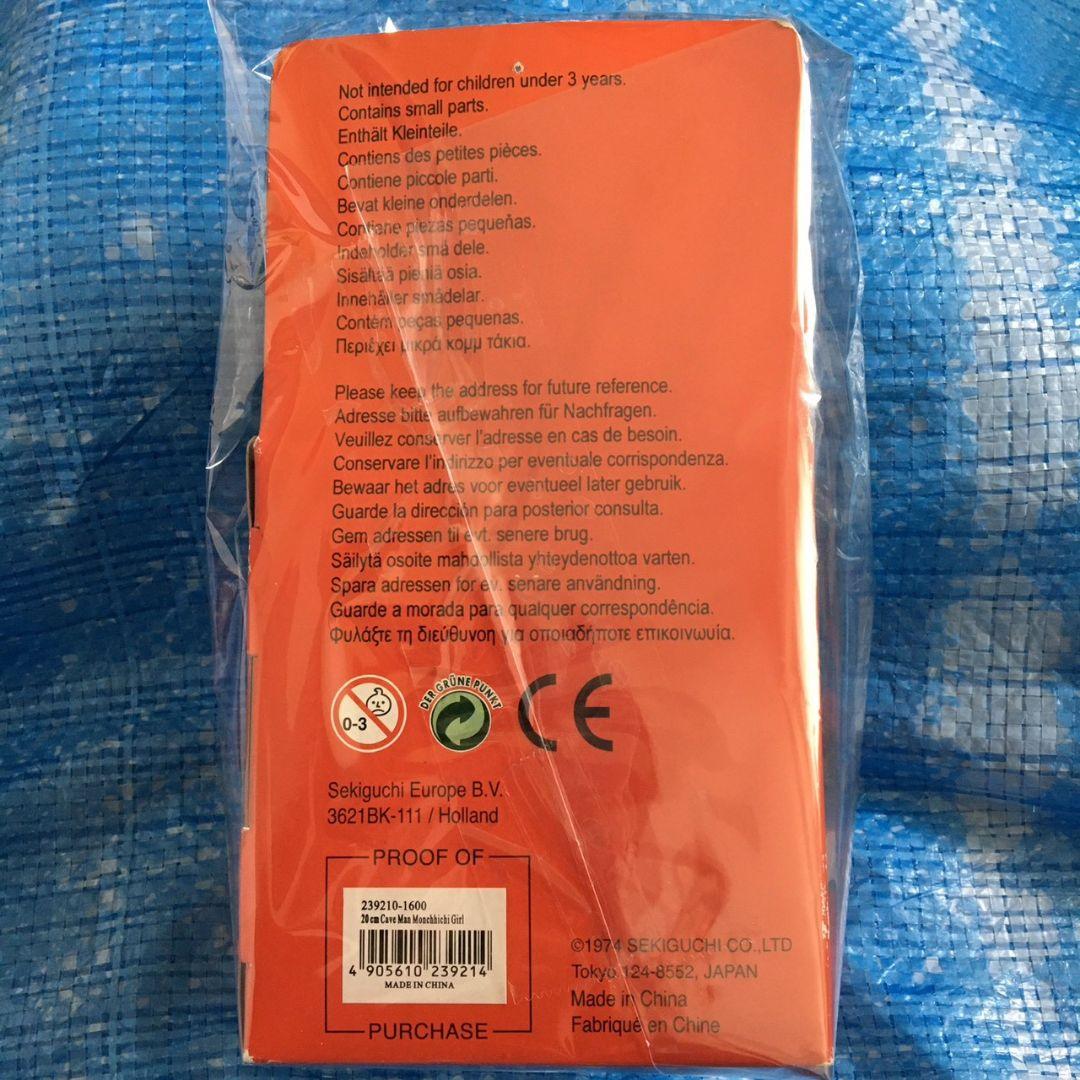 Not intended for children under 3 years.
Contains small parts.
Enthält Kleinteile.
Contiens des petites pièces.
Contiene piccole parti.
Bevat kleine onderdelen.
Contiene piezas pequeñas.
Indeholder små dele.
Sisältää pieniä osia.
Innehåller smådelar.
Contém peças pequenas.
Περιέχει μικρά κομμ τάκια.
Please keep the address for future reference.
Adresse bitte aufbewahren für Nachfragen.
Veuillez conserver l'adresse en cas de besoin.
Conservare l'indirizzo per eventuale corrispondenza.
Bewaar het adres voor eventueel later gebruik.
Guarde la dirección para posterior consulta.
Gem adressen til evt. senere brug.
Säilytä osoite mahdollista yhteydenottoa varten.
Spara adressen for ev. senare användning.
Guarde a morada para qualquer correspondência.
Φυλάξτε τη διεύθυνση για οποιαδήποτε επικοινωυία.
0-3
DER GRÜNE PUNKT
CE
Sekiguchi Europe B.V.
3621BK-111 / Holland
PROOF OF
239210-1600
20 cm Cave Man Monchhichi Girl
4 905610 239214
MADE IN CHINA
PURCHASE
©1974 SEKIGUCHI CO.,LTD
Tokyo 124-8552, JAPAN
Made in China
Fabriqué en Chine